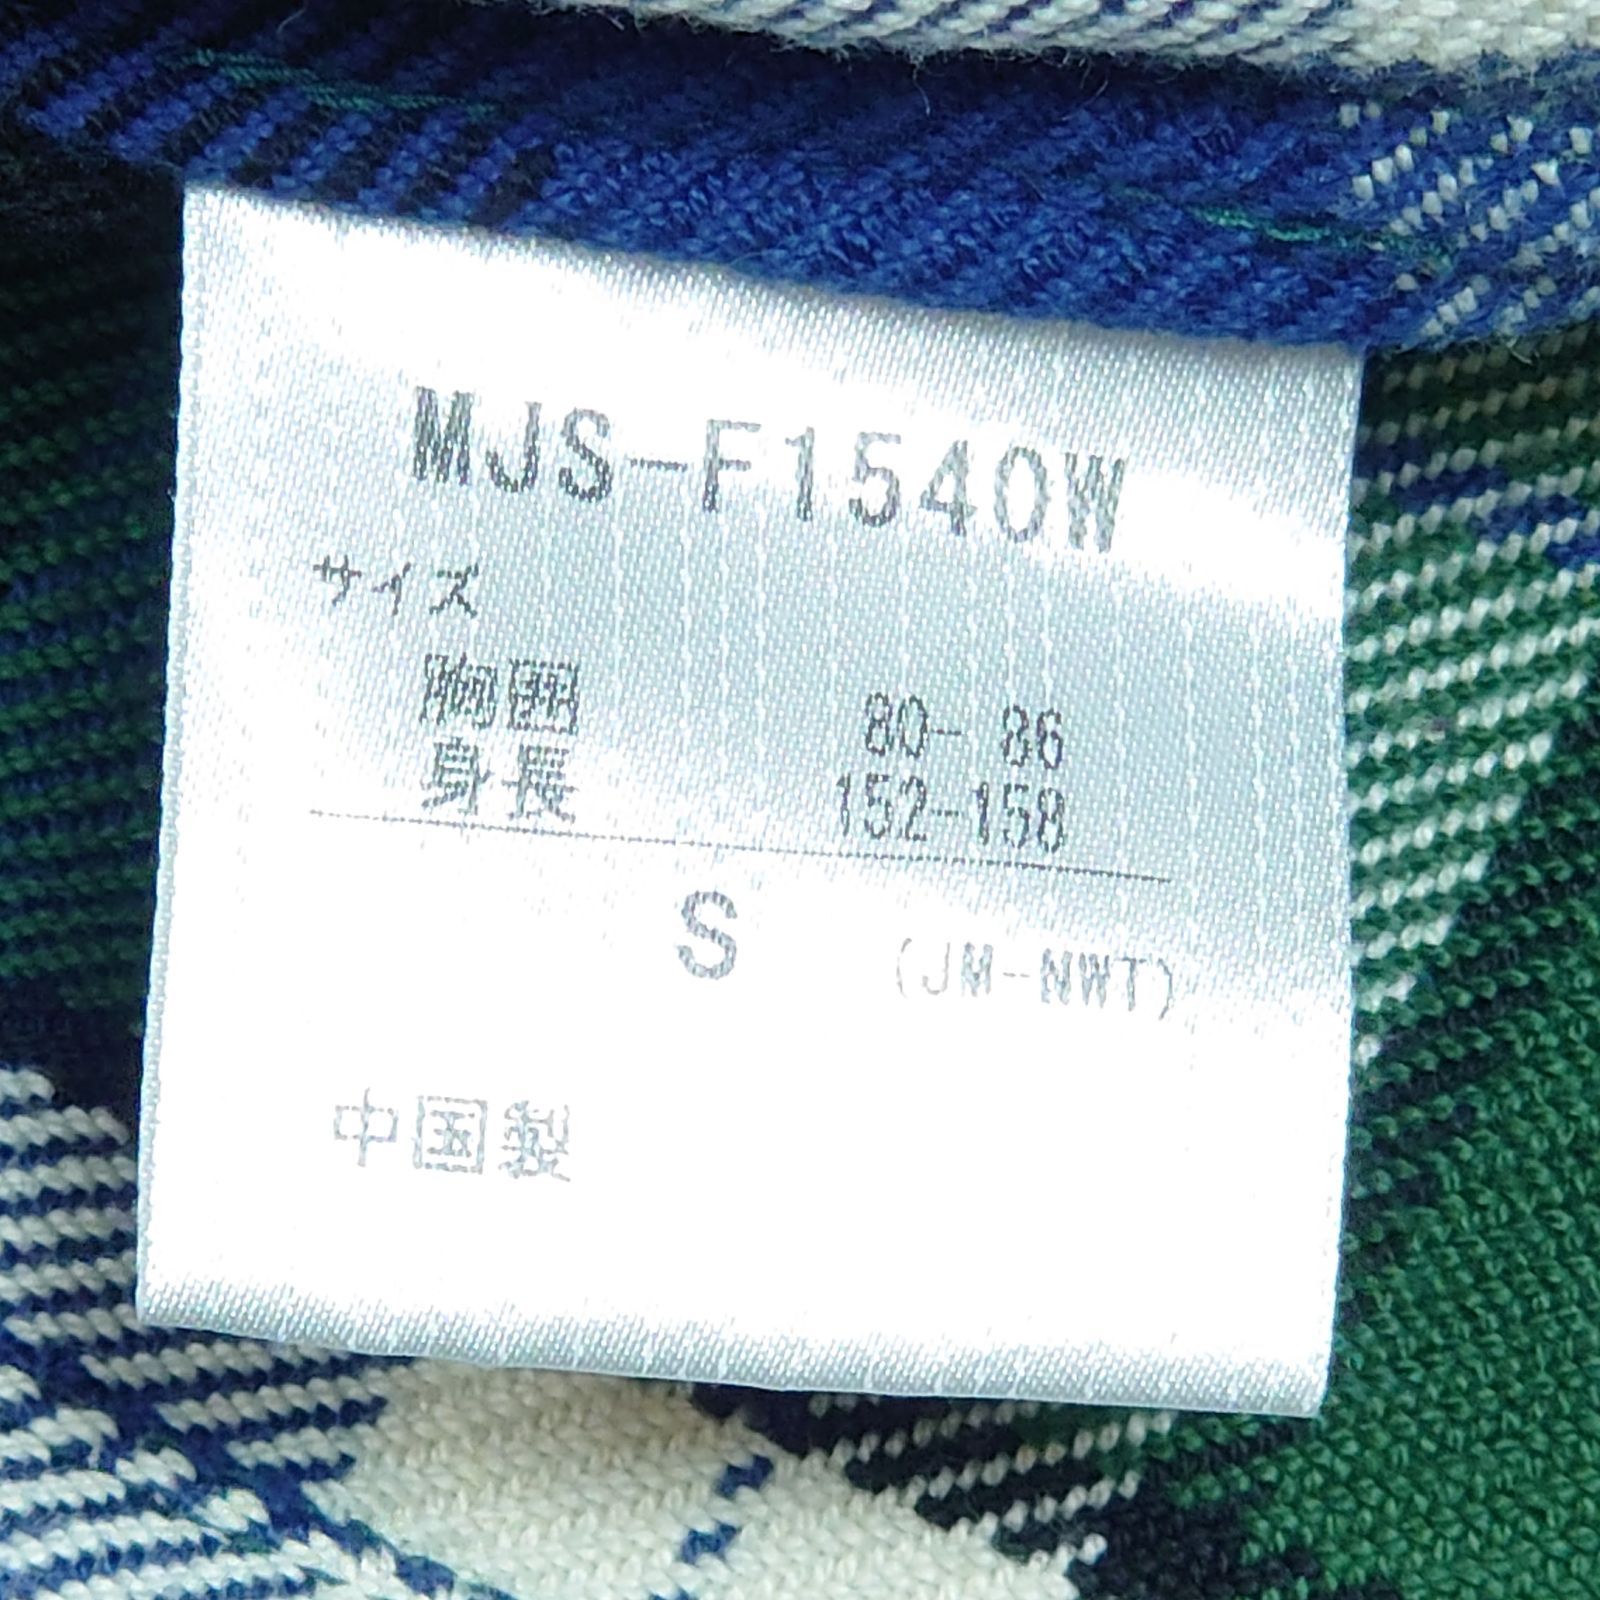 MJS-F1540W
サイズ
胸囲 80- 86
身長 152-158
S (JM-NWT)
中国製